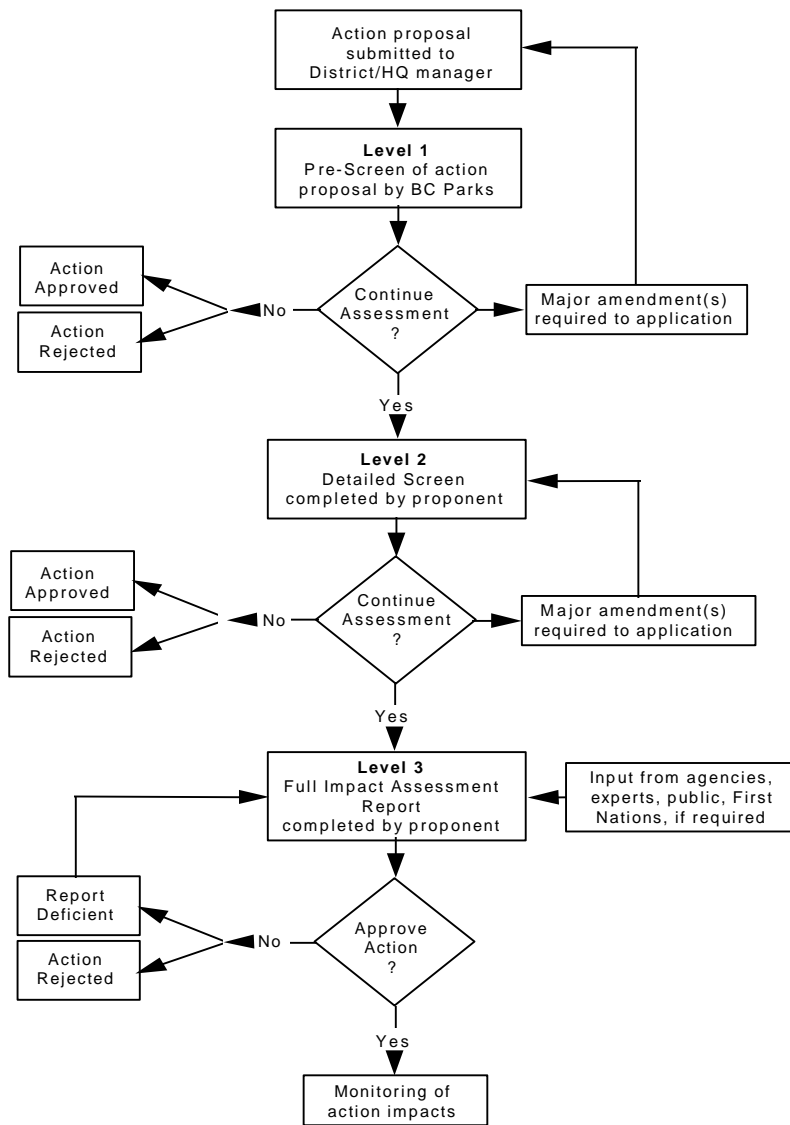 Action proposal
submitted to
District/HQ manager
Level 1
Pre-Screen of action
proposal by BC Parks
Action
Approved
Action
Rejected
No
Continue
Assessment
?
Major amendment(s)
required to application
Yes
Level 2
Detailed Screen
completed by proponent
Action
Approved
Action
Rejected
No
Continue
Assessment
?
Major amendment(s)
required to application
Yes
Level 3
Full Impact Assessment
Report
completed by proponent
Input from agencies,
experts, public, First
Nations, if required
Report
Deficient
Action
Rejected
No
Approve
Action
?
Yes
Monitoring of
action impacts